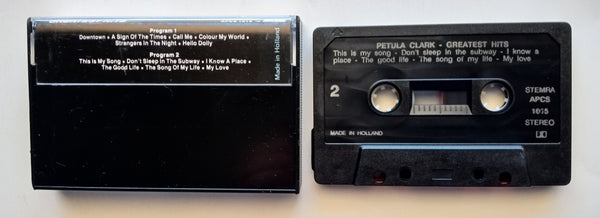 Program 1
Downtown • A Sign Of The Times • Call Me • Colour My World •
Strangers In The Night • Hello Dolly
Program 2
This Is My Song • Don't Sleep In The Subway • I Know A Place •
The Good Life • The Song Of My Life • My Love
Made in Holland
PETULA CLARK - GREATEST HITS
This is my song - Don't sleep in the subway - I know a
place - The good life - The song of my life - My love
2
STEMRA
APCS
STEREO
MADE IN HOLLAND